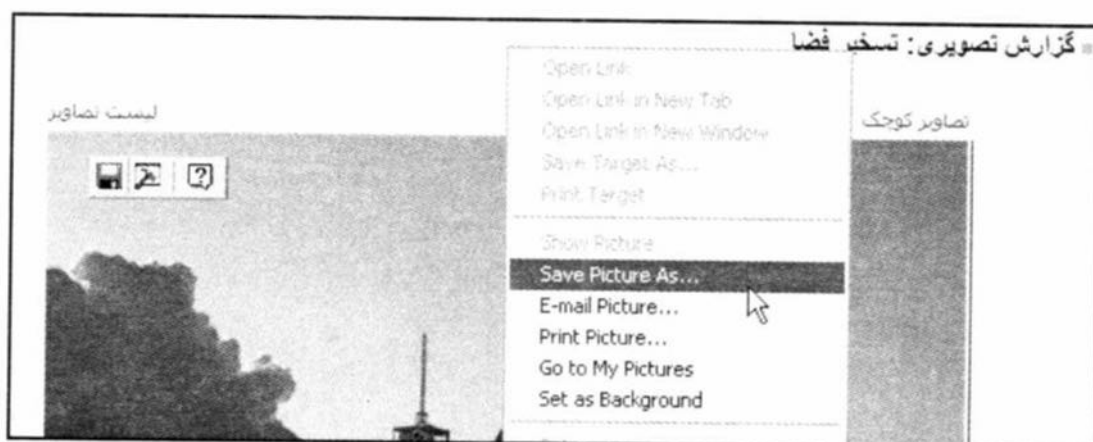 گزارش تصویری: تسخیر فضا
تصاویر کوچک
لیست تصاویر
Open Link
Open Link in New Tab
Open Link in New Window
Save Target As...
Print Target
Show Picture
Save Picture As...
E-mail Picture...
Print Picture...
Go to My Pictures
Set as Background